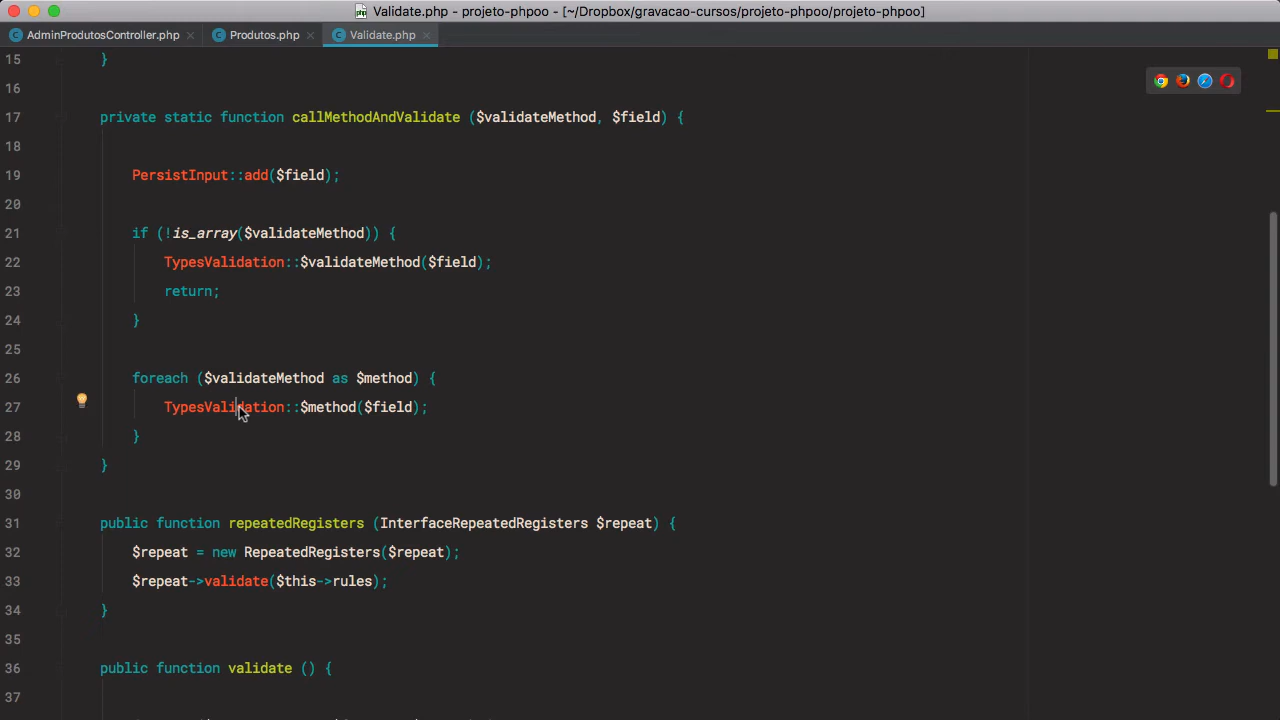 Validate.php - projeto-phpoo - [~/Dropbox/gravacao-cursos/projeto-phpoo/projeto-phpoo]
AdminProdutosController.php Produtos.php Validate.php
15 }
16
17 private static function callMethodAndValidate ($validateMethod, $field) {
18
19 PersistInput::add($field);
20
21 if (!is_array($validateMethod)) {
22 TypesValidation::$validateMethod($field);
23 return;
24 }
25
26 foreach ($validateMethod as $method) {
27 TypesValidation::$method($field);
28 }
29 }
30
31 public function repeatedRegisters (InterfaceRepeatedRegisters $repeat) {
32 $repeat = new RepeatedRegisters($repeat);
33 $repeat->validate($this->rules);
34 }
35
36 public function validate () {
37